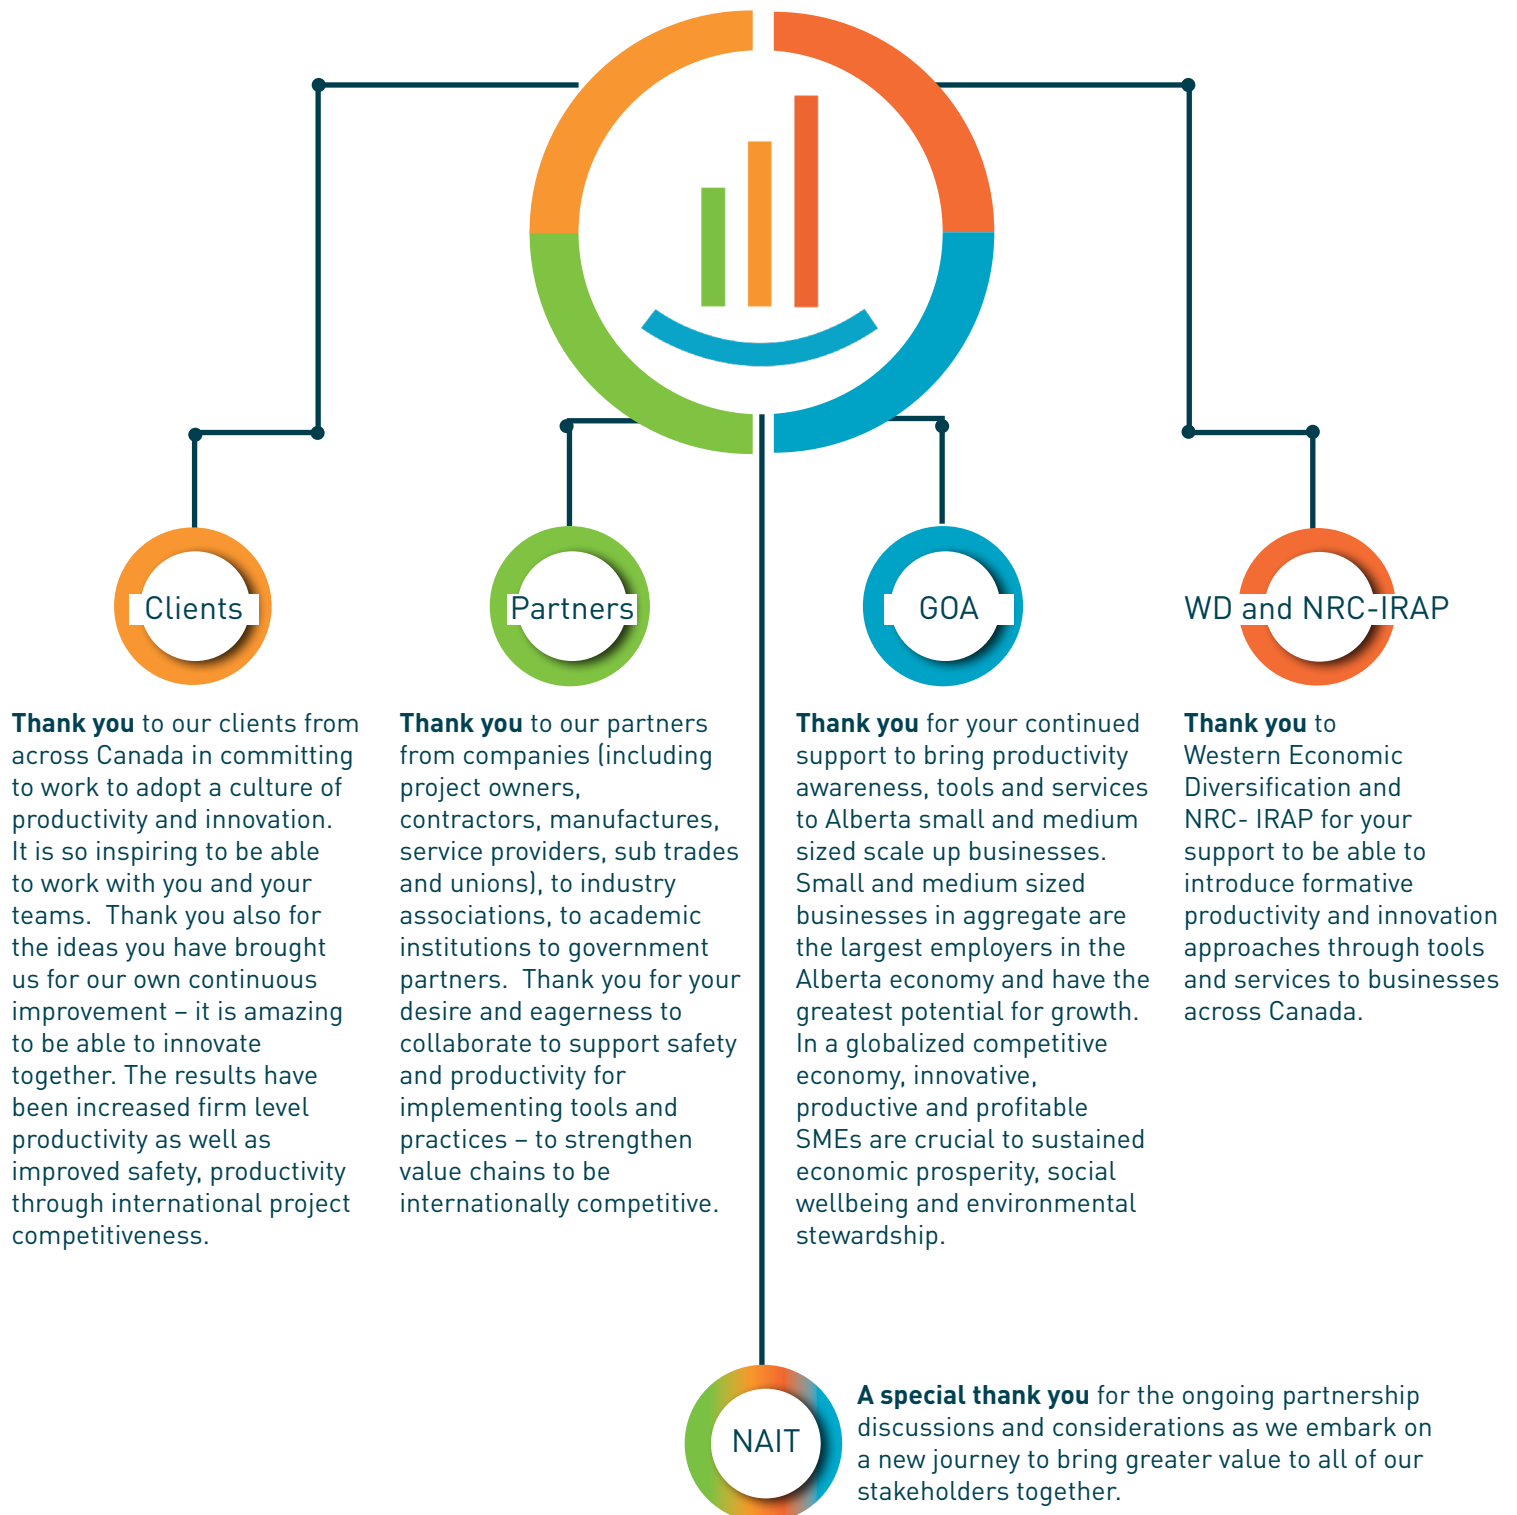 Clients
Partners
GOA
WD and NRC-IRAP
Thank you to our clients from
across Canada in committing
to work to adopt a culture of
productivity and innovation.
It is so inspiring to be able
to work with you and your
teams.  Thank you also for
the ideas you have brought
us for our own continuous
improvement – it is amazing
to be able to innovate
together. The results have
been increased firm level
productivity as well as
improved safety, productivity
through international project
competitiveness.
Thank you to our partners
from companies (including
project owners,
contractors, manufactures,
service providers, sub trades
and unions), to industry
associations, to academic
institutions to government
partners.  Thank you for your
desire and eagerness to
collaborate to support safety
and productivity for
implementing tools and
practices – to strengthen
value chains to be
internationally competitive.
Thank you for your continued
support to bring productivity
awareness, tools and services
to Alberta small and medium
sized scale up businesses.
Small and medium sized
businesses in aggregate are
the largest employers in the
Alberta economy and have the
greatest potential for growth.
In a globalized competitive
economy, innovative,
productive and profitable
SMEs are crucial to sustained
economic prosperity, social
wellbeing and environmental
stewardship.
Thank you to
Western Economic
Diversification and
NRC- IRAP for your
support to be able to
introduce formative
productivity and innovation
approaches through tools
and services to businesses
across Canada.
NAIT
A special thank you for the ongoing partnership
discussions and considerations as we embark on
a new journey to bring greater value to all of our
stakeholders together.